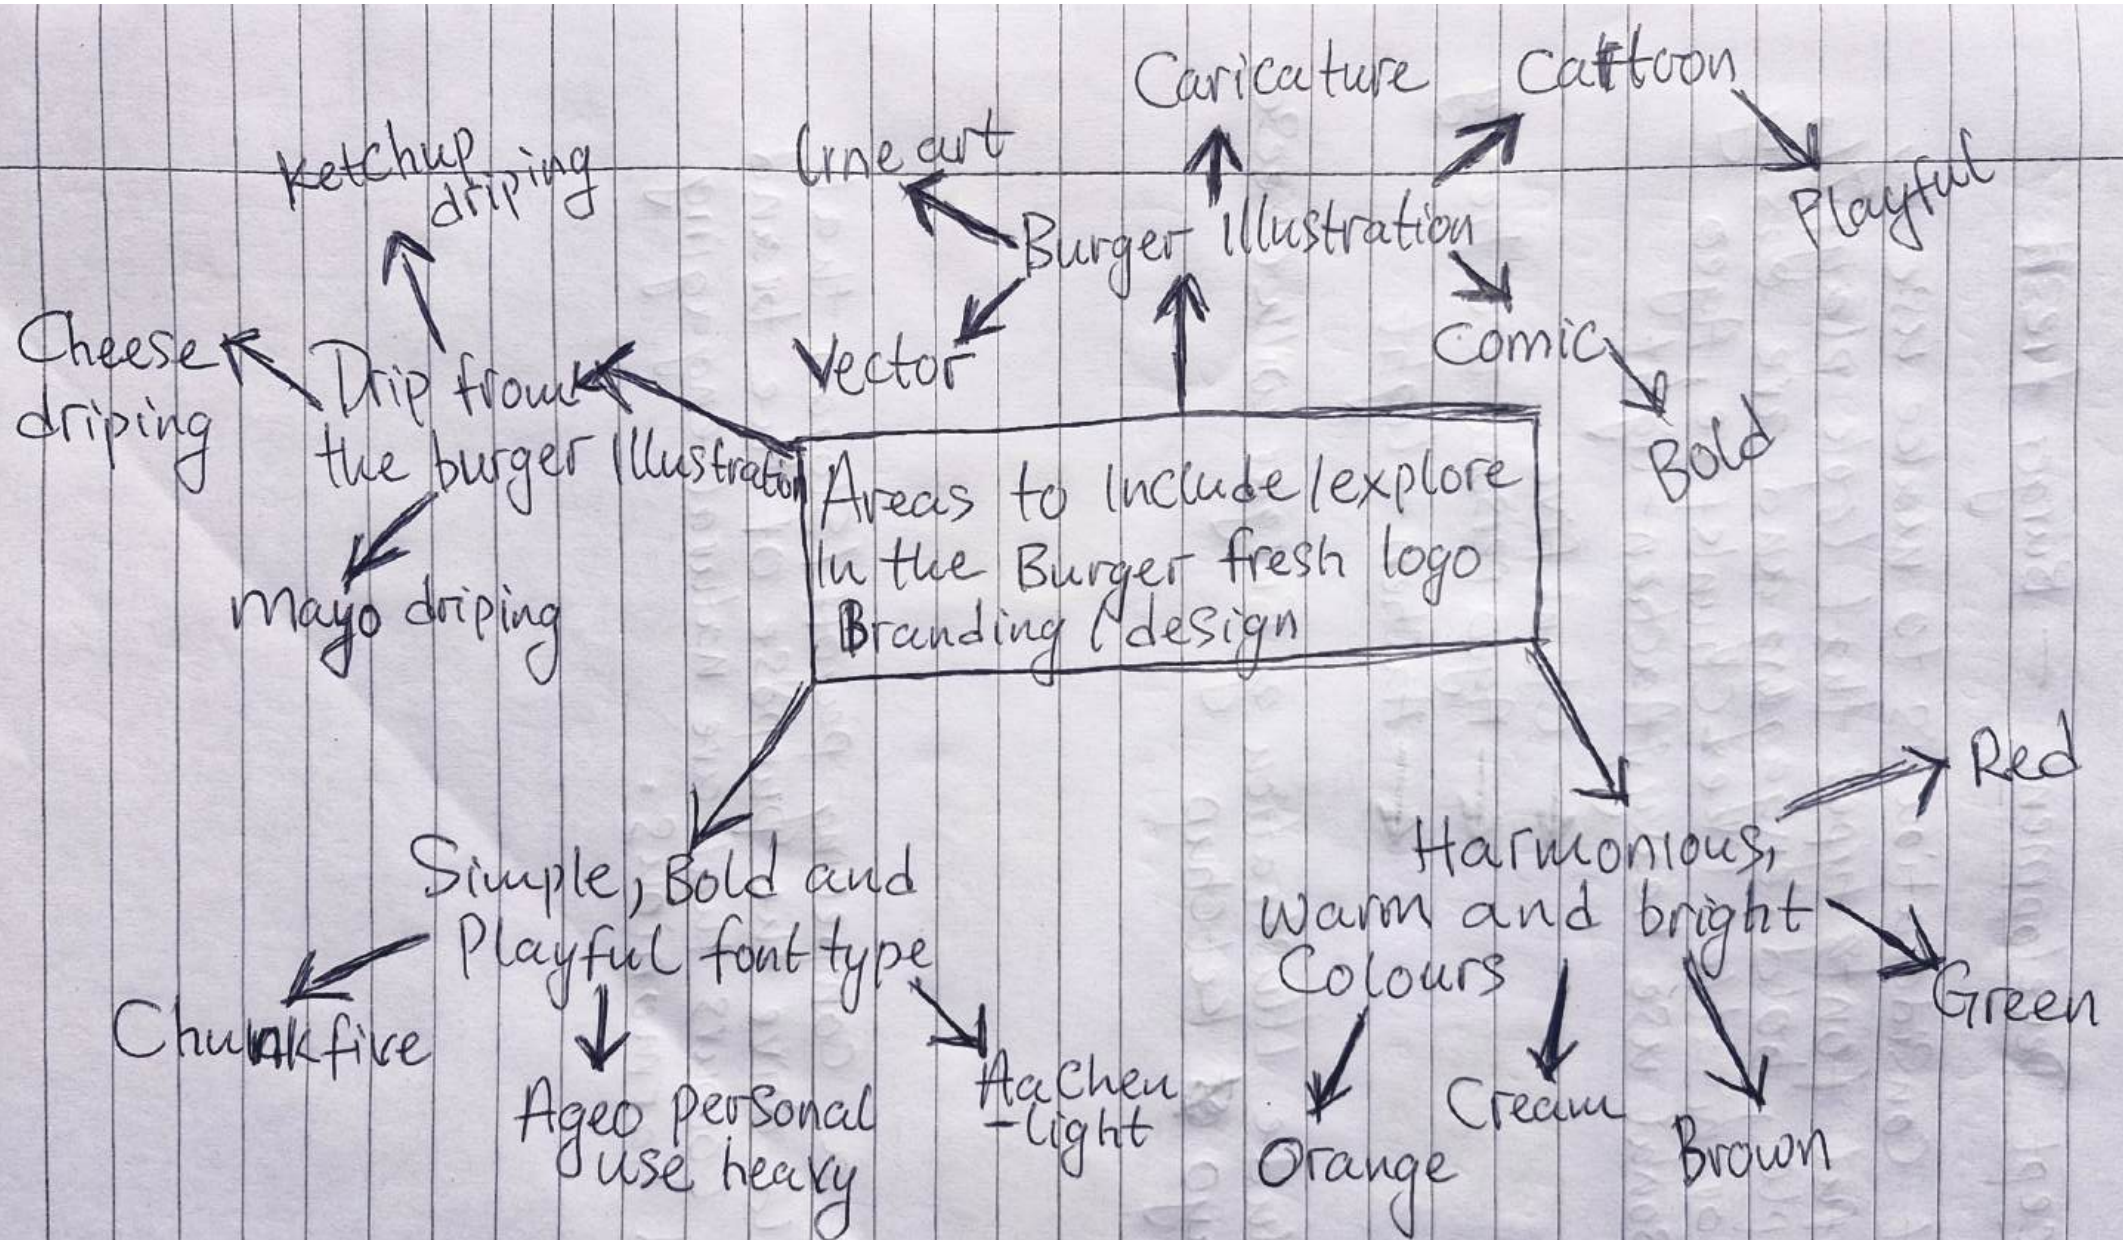 Caricature
Cartoon
Playful
line art
Ketchup
driping
Burger Illustration
Cheese
driping
Drip from
the burger Illustration
Vector
Comic
Bold
Mayo driping
Areas to Include/explore
In the Burger fresh logo
Branding / design
Simple, Bold and
Playful font type
Chunkfive
Ageo personal
use heavy
Aachen
-light
Harmonious,
warm and bright
Colours
Red
Green
Orange
Cream
Brown